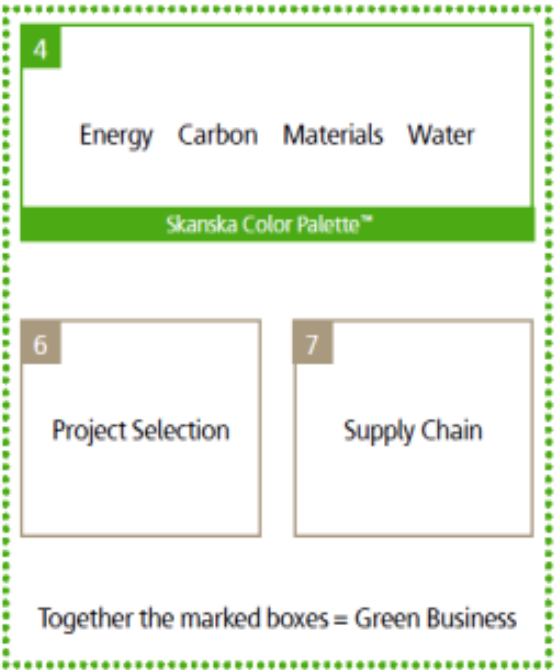 4
Energy Carbon Materials Water
Skanska Color Palette™
6
7
Project Selection
Supply Chain
Together the marked boxes = Green Business